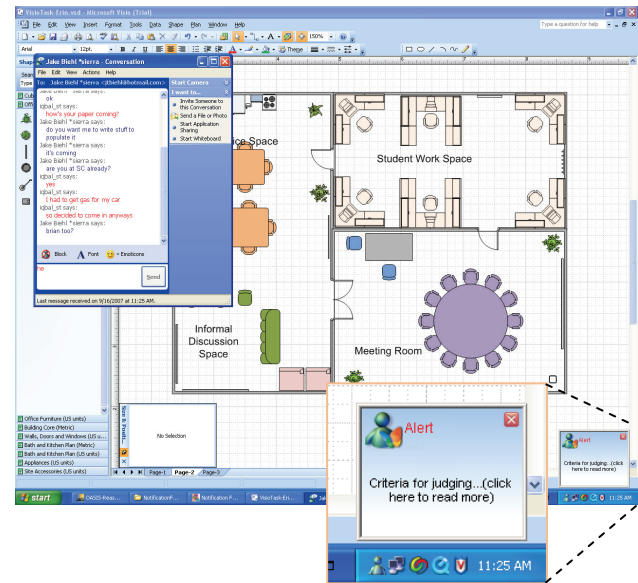 VisioTask-Erin.vsd - Microsoft Visio (Trial)
File Edit View Insert Format Tools Data Shape Plan Window Help
Type a question for help
150%
Arial 12pt. B I U Theme
Jake Biehl *sierra - Conversation
File Edit View Actions Help
To: Jake Biehl *sierra <jtbiehl@hotmail.com>
ok
iqbal_st says:
how's your paper coming?
Jake Biehl *sierra says:
do you want me to write stuff to
populate it
Jake Biehl *sierra says:
it's coming
are you at SC already?
iqbal_st says:
yes
iqbal_st says:
I had to get gas for my car
so decided to come in anyways
Jake Biehl *sierra says:
brian too?
Block Font Emoticons
he
Send
Last message received on 9/16/2007 at 11:25 AM.
Start Camera
I want to...
Invite Someone to
this Conversation
Send a File or Photo
Start Application
Sharing
Start Whiteboard
Space
Student Work Space
Informal
Discussion
Space
Meeting Room
Office Furniture (US units)
Building Core (Metric)
Walls, Doors and Windows (US u...
Bath and Kitchen Plan (Metric)
Bath and Kitchen Plan (US units)
Appliances (US units)
Site Accessories (US units)
No Selection
Page-1 Page-2 Page-3
start OASIS-Reas... NotificationF... Notification F... VisioTask-Eri...
Alert
Criteria for judging...(click
here to read more)
11:25 AM
Alert
Criteria for judging...(click
here to read more)
11:25 AM